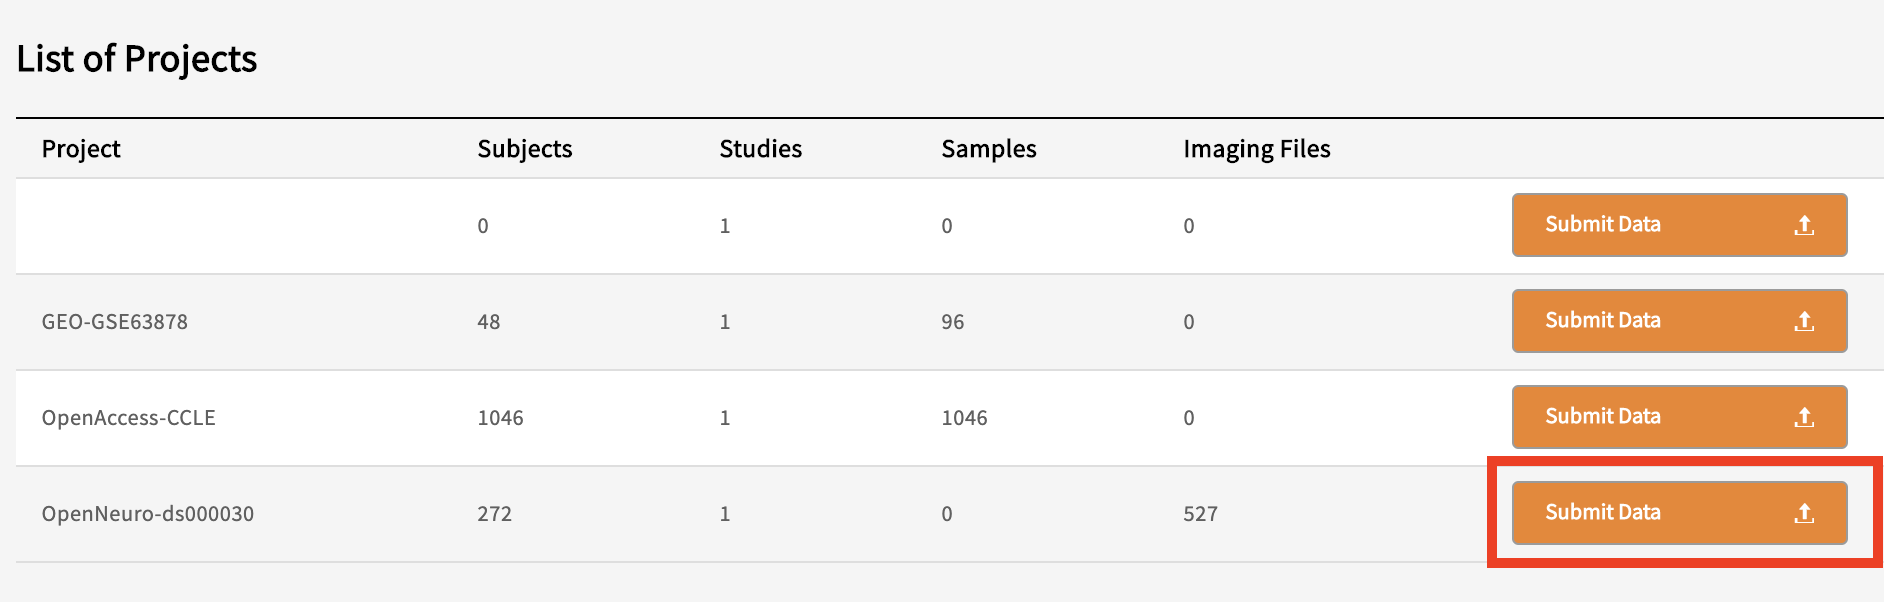 List of Projects
Project Subjects Studies Samples Imaging Files
0 1 0 0 Submit Data
GEO-GSE63878 48 1 96 0 Submit Data
OpenAccess-CCLE 1046 1 1046 0 Submit Data
OpenNeuro-ds000030 272 1 0 527 Submit Data